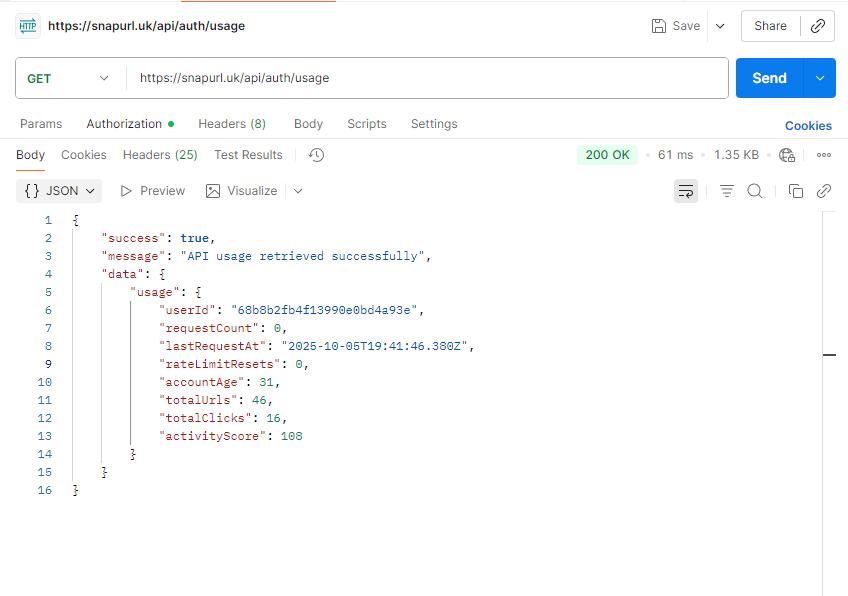 HTTP https://snapurl.uk/api/auth/usage Save Share
GET https://snapurl.uk/api/auth/usage Send
Params Authorization Headers (8) Body Scripts Settings Cookies
Body Cookies Headers (25) Test Results 200 OK • 61 ms • 1.35 KB •
{} JSON Preview Visualize
1 {
2 "success": true,
3 "message": "API usage retrieved successfully",
4 "data": {
5 "usage": {
6 "userId": "68b8b2fb4f13990e0bd4a93e",
7 "requestCount": 0,
8 "lastRequestAt": "2025-10-05T19:41:46.380Z",
9 "rateLimitResets": 0,
10 "accountAge": 31,
11 "totalUrls": 46,
12 "totalClicks": 16,
13 "activityScore": 108
14 }
15 }
16 }